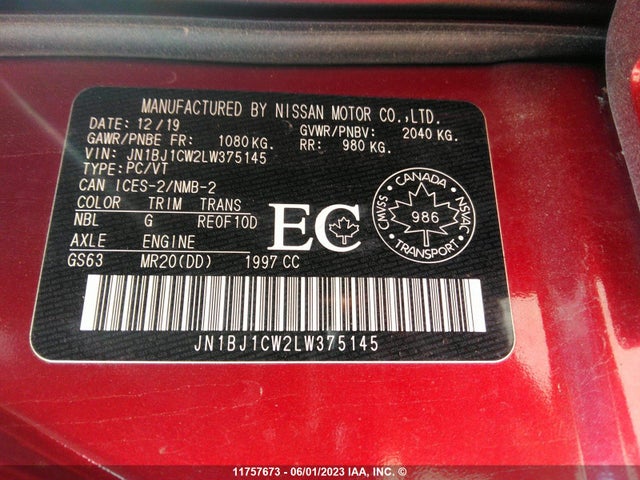 MANUFACTURED BY NISSAN MOTOR CO.,LTD.
DATE: 12/19 GVWR/PNBV: 2040 KG.
GAWR/PNBE FR: 1080 KG. RR: 980 KG.
VIN: JN1BJ1CW2LW375145
TYPE: PC/VT
CAN ICES-2/NMB-2
COLOR TRIM TRANS
NBL G RE0F10D
AXLE ENGINE
GS63 MR20(DD) 1997 CC
EC
CANADA
CMVSS 986 NSVAC
TRANSPORT
JN1BJ1CW2LW375145
11757673 - 06/01/2023 IAA, INC. ©